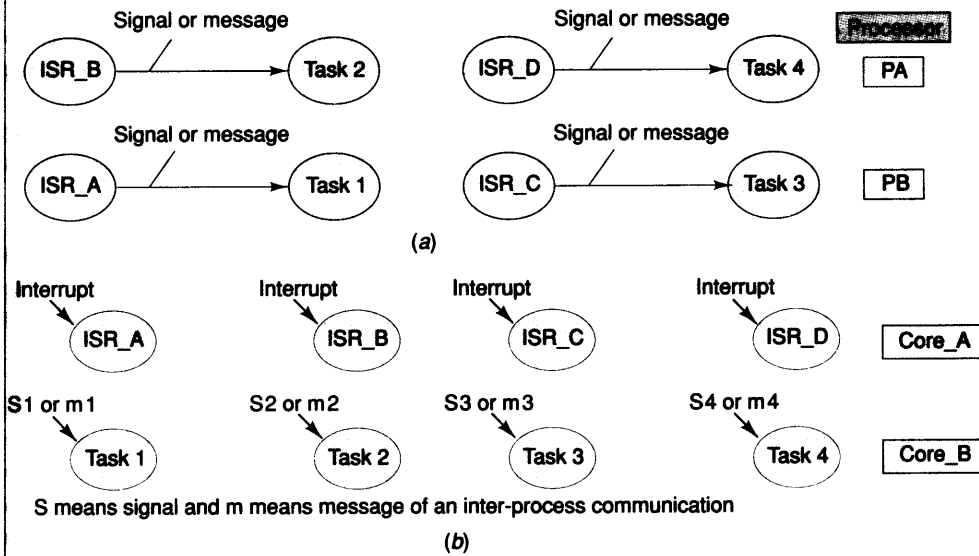 Signal or message
Signal or message
Processor
ISR_B
Task 2
ISR_D
Task 4
PA
Signal or message
Signal or message
ISR_A
Task 1
ISR_C
Task 3
PB
(a)
Interrupt
Interrupt
Interrupt
Interrupt
ISR_A
ISR_B
ISR_C
ISR_D
Core_A
S1 or m1
S2 or m2
S3 or m3
S4 or m4
Task 1
Task 2
Task 3
Task 4
Core_B
S means signal and m means message of an inter-process communication
(b)